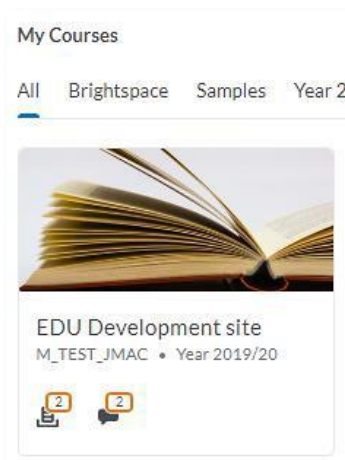 My Courses
All Brightspace Samples Year 2
EDU Development site
M_TEST_JMAC • Year 2019/20
2 2